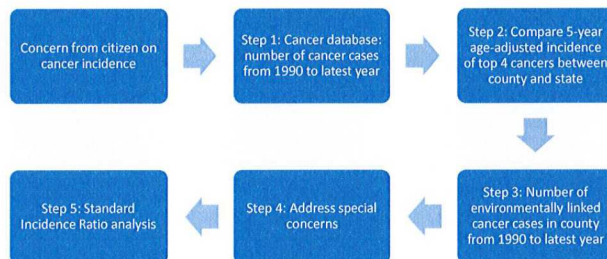 Concern from citizen on
cancer incidence
Step 1: Cancer database:
number of cancer cases
from 1990 to latest year
Step 2: Compare 5-year
age-adjusted incidence
of top 4 cancers between
county and state
Step 3: Number of
environmentally linked
cancer cases in county
from 1990 to latest year
Step 4: Address special
concerns
Step 5: Standard
Incidence Ratio analysis